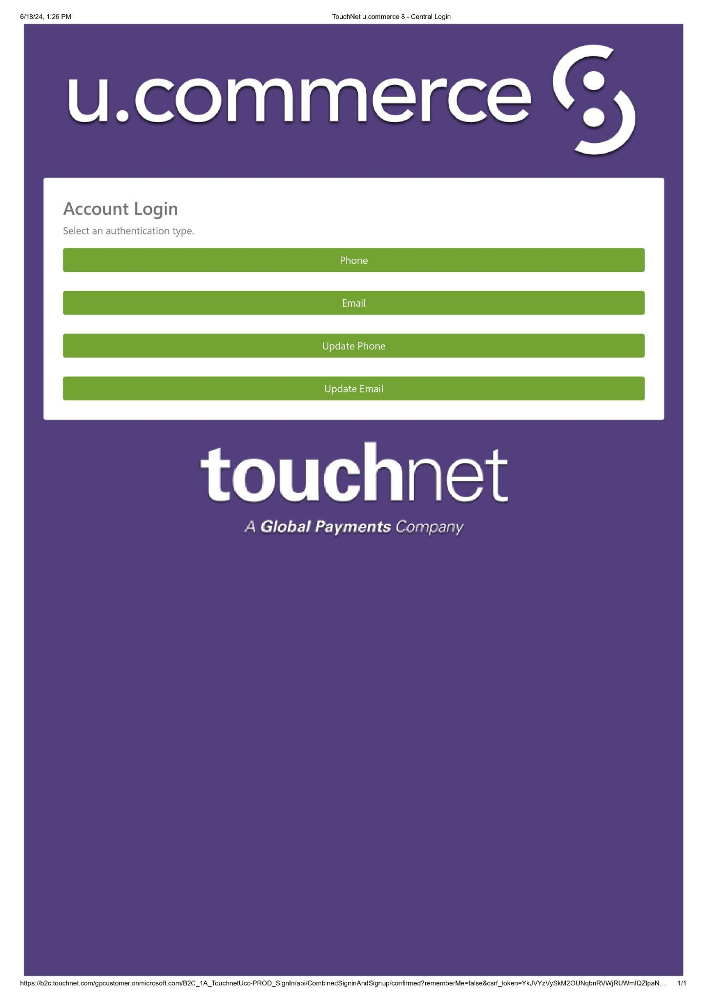 6/18/24, 1:26 PM TouchNet u.commerce 8 - Central Login
u.commerce 8
Account Login
Select an authentication type.
Phone
Email
Update Phone
Update Email
touchnet
A Global Payments Company
https://b2c.touchnet.com/gpcustomer.onmicrosoft.com/B2C_1A_TouchnetUcc-PROD_SignIn/api/CombinedSigninAndSignup/confirmed?rememberMe=false&csrf_token=YkJVYzVySkM2OUNqbnRVWjRUWmlQZlpaN… 1/1